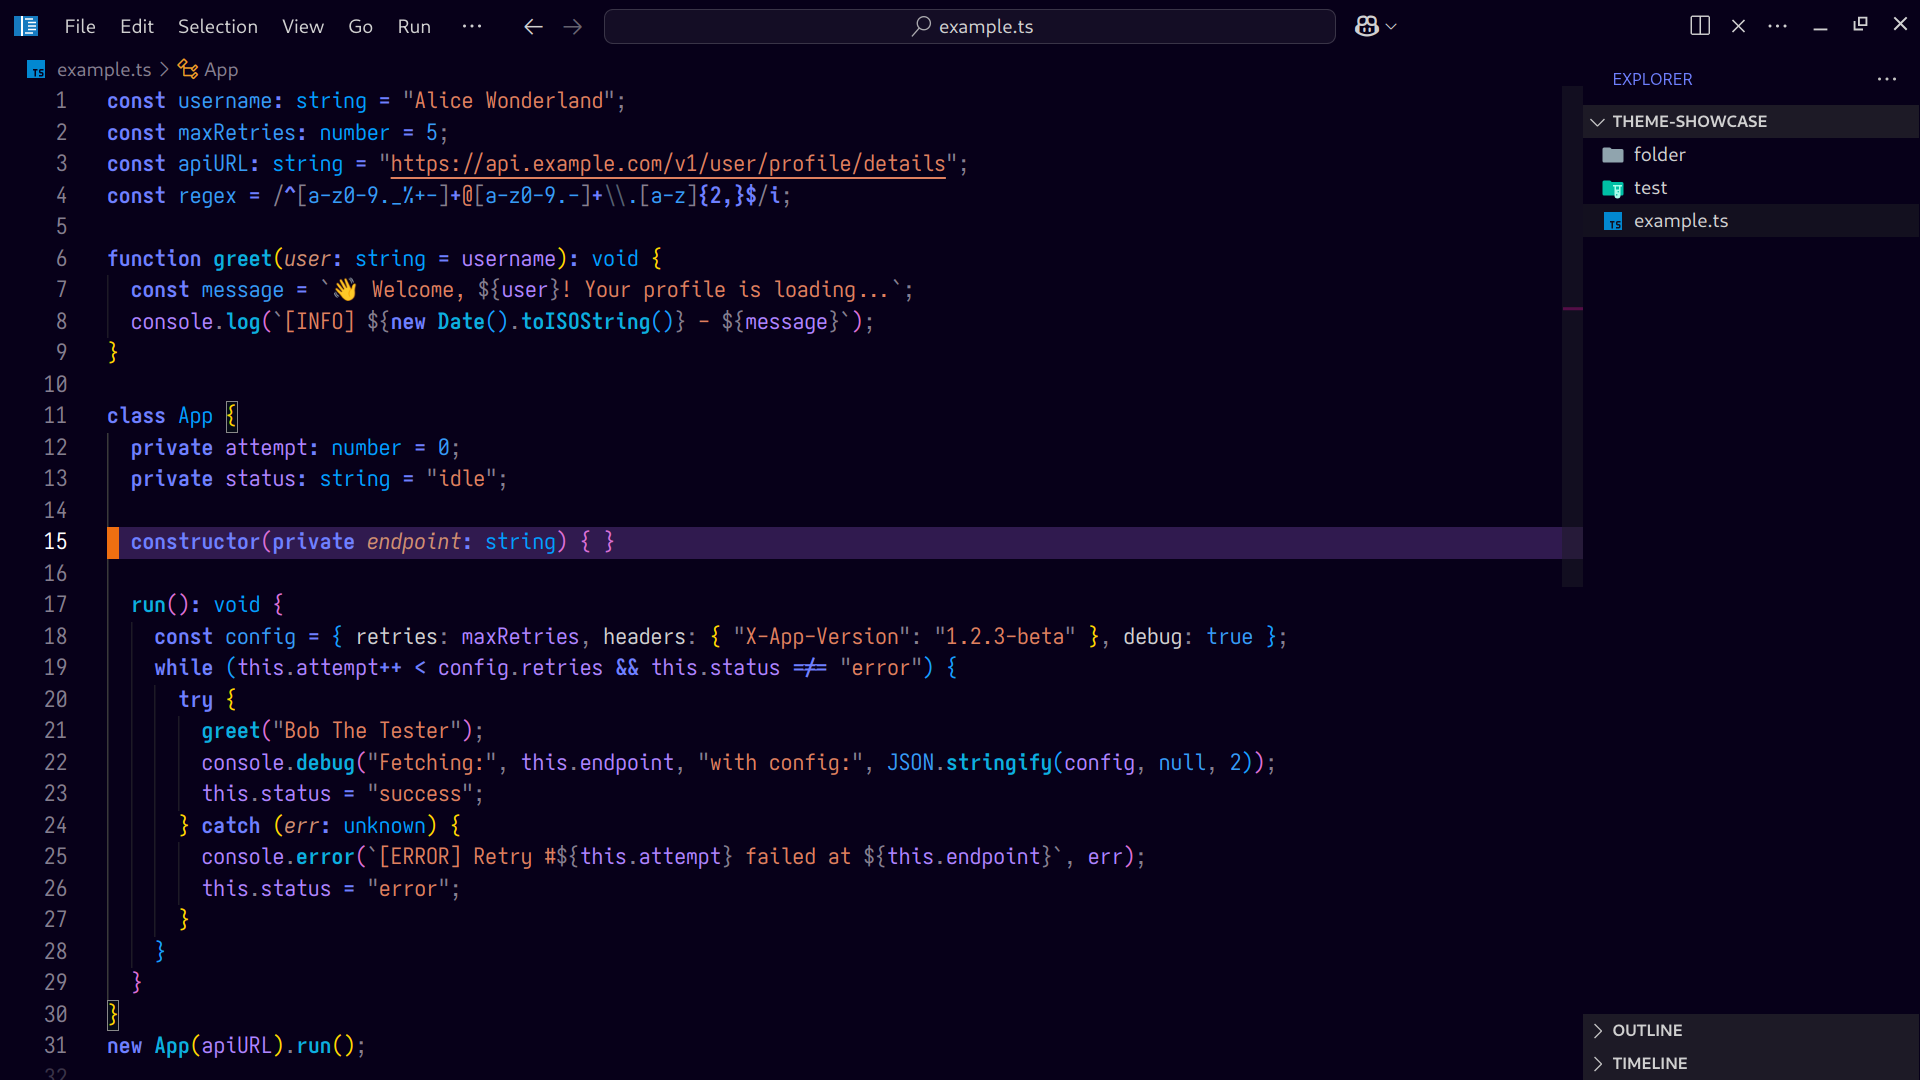 File Edit Selection View Go Run ··· example.ts
example.ts > App
1 const username: string = "Alice Wonderland";
2 const maxRetries: number = 5;
3 const apiURL: string = "https://api.example.com/v1/user/profile/details";
4 const regex = /^[a-z0-9._%+-]+@[a-z0-9.-]+\\.[a-z]{2,}$/i;
5
6 function greet(user: string = username): void {
7 const message = `👋 Welcome, ${user}! Your profile is loading...`;
8 console.log(`[INFO] ${new Date().toISOString()} - ${message}`);
9 }
10
11 class App {
12 private attempt: number = 0;
13 private status: string = "idle";
14
15 constructor(private endpoint: string) { }
16
17 run(): void {
18 const config = { retries: maxRetries, headers: { "X-App-Version": "1.2.3-beta" }, debug: true };
19 while (this.attempt++ < config.retries && this.status !== "error") {
20 try {
21 greet("Bob The Tester");
22 console.debug("Fetching:", this.endpoint, "with config:", JSON.stringify(config, null, 2));
23 this.status = "success";
24 } catch (err: unknown) {
25 console.error(`[ERROR] Retry #${this.attempt} failed at ${this.endpoint}`, err);
26 this.status = "error";
27 }
28 }
29 }
30 }
31 new App(apiURL).run();
32
EXPLORER
THEME-SHOWCASE
folder
test
example.ts
OUTLINE
TIMELINE